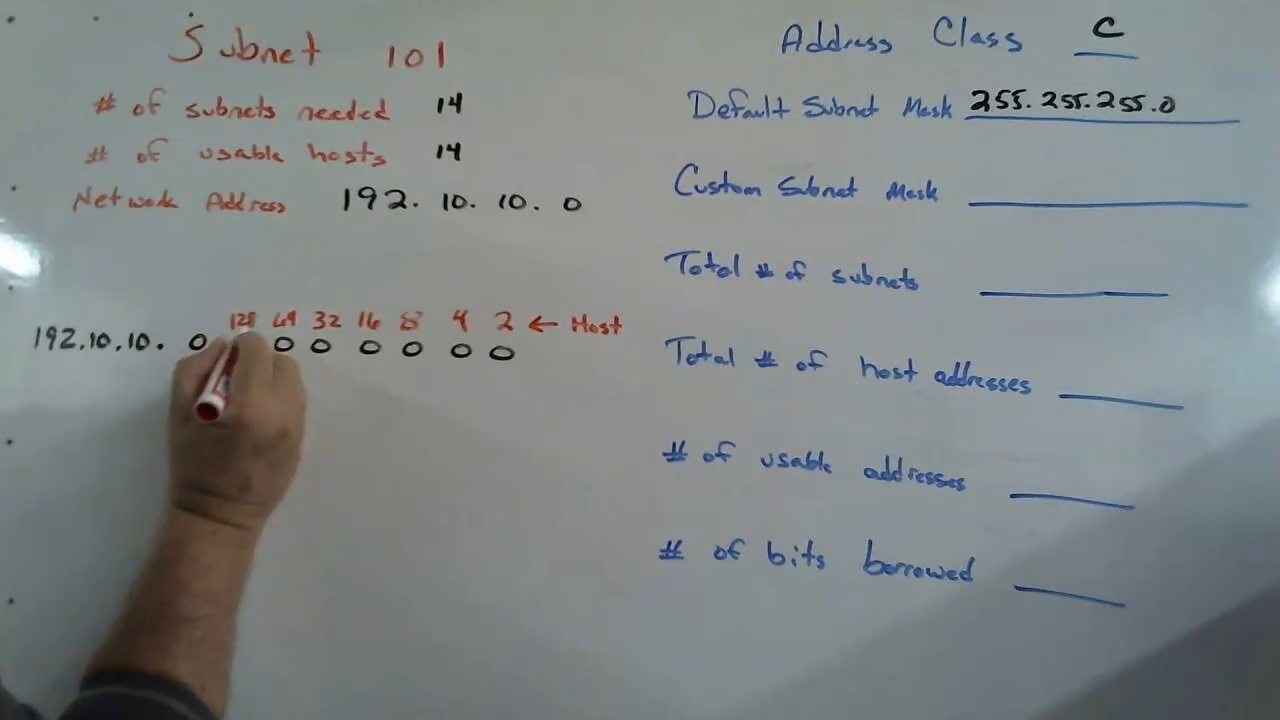 Subnet 101
# of subnets needed 14
# of usable hosts 14
Network Address 192. 10. 10. 0
128 64 32 16 8 4 2 ← Host
192.10.10. 0 0 0 0 0 0 0
Address Class C
Default Subnet Mask 255.255.255.0
Custom Subnet Mask
Total # of subnets
Total # of host addresses
# of usable addresses
# of bits borrowed